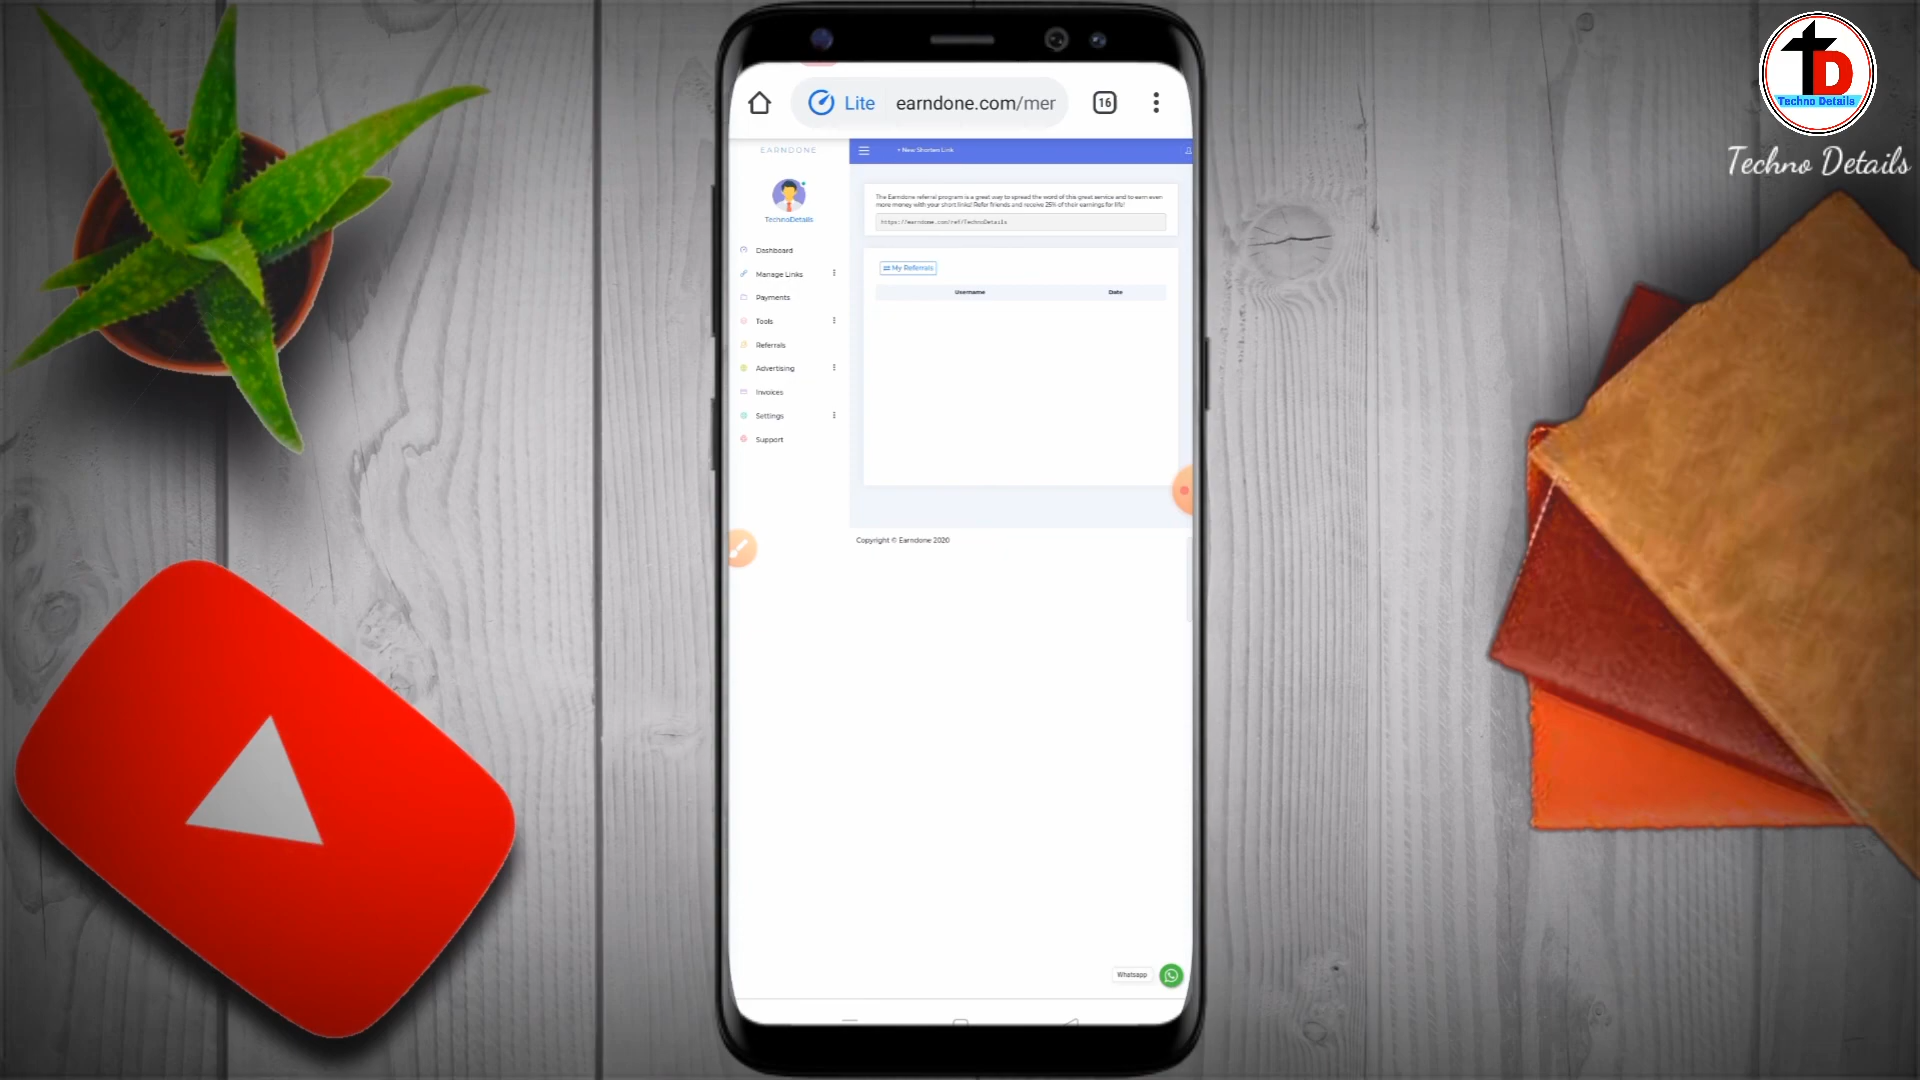 Lite earndone.com/mer 16
EARNDONE
+ New Shorten Link
TechnoDetails
Dashboard
Manage Links
Payments
Tools
Referrals
Advertising
Invoices
Settings
Support
The Earndone referral program is a great way to spread the word of this great service and to earn even
more money with your short links! Refer friends and receive 25% of their earnings for life!
https://earndone.com/ref/TechnoDetails
My Referrals
Username Date
Copyright © Earndone 2020
Whatsapp
tD
Techno Details
Techno Details